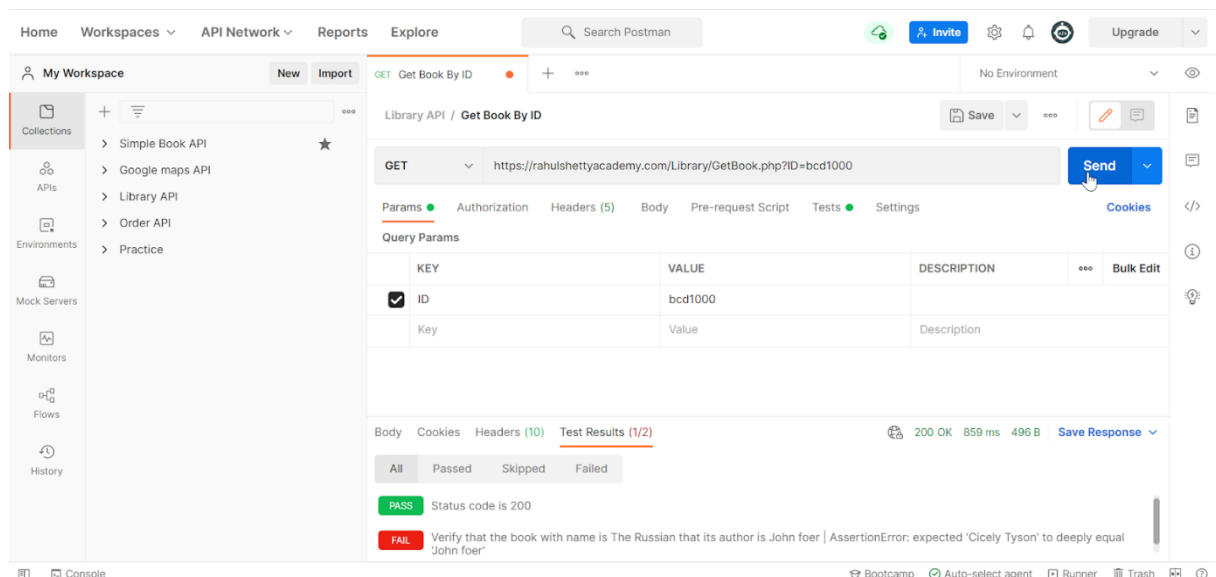 Home Workspaces API Network Reports Explore Search Postman Invite Upgrade
My Workspace New Import GET Get Book By ID No Environment
Collections
APIs
Environments
Mock Servers
Monitors
Flows
History
Simple Book API
Google maps API
Library API
Order API
Practice
Library API / Get Book By ID Save
GET https://rahulshettyacademy.com/Library/GetBook.php?ID=bcd1000 Send
Params Authorization Headers (5) Body Pre-request Script Tests Settings Cookies
Query Params
KEY VALUE DESCRIPTION Bulk Edit
ID bcd1000
Key Value Description
Body Cookies Headers (10) Test Results (1/2) 200 OK 859 ms 496 B Save Response
All Passed Skipped Failed
PASS Status code is 200
FAIL Verify that the book with name is The Russian that its author is John foer | AssertionError: expected 'Cicely Tyson' to deeply equal
'John foer'
Console Bootcamp Auto-select agent Runner Trash